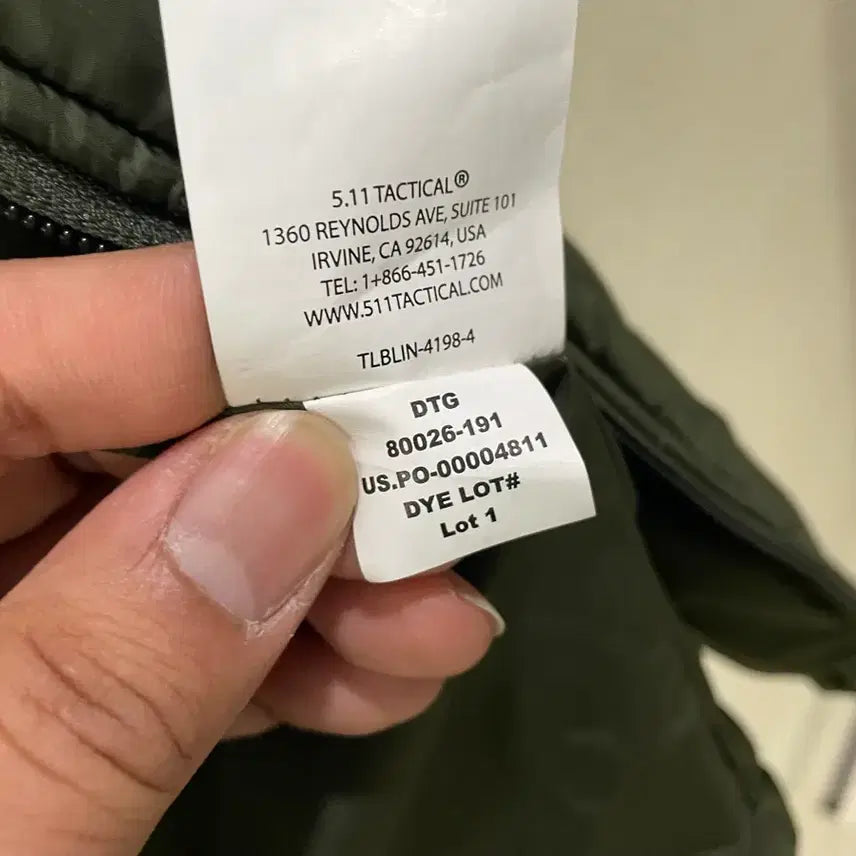 5.11 TACTICAL®
1360 REYNOLDS AVE, SUITE 101
IRVINE, CA 92614, USA
TEL: 1+866-451-1726
WWW.511TACTICAL.COM
TLBLIN-4198-4
DTG
80026-191
US.PO-00004811
DYE LOT#
Lot 1